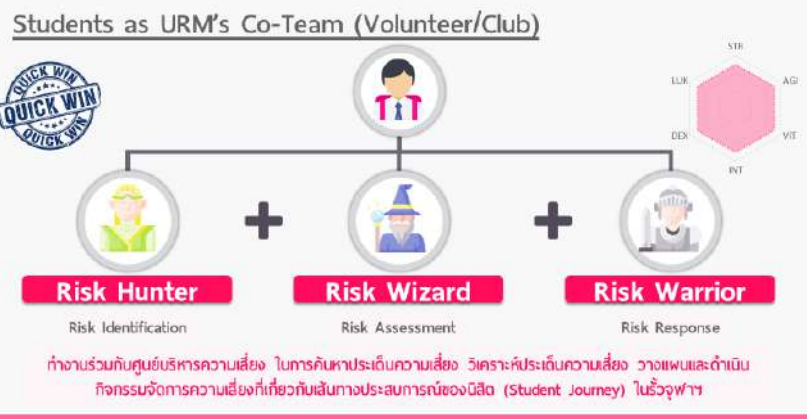 Students as URM's Co-Team (Volunteer/Club)
QUICK WIN
QUICK WIN
QUICK WIN
STR
LUK
AGI
DEX
VIT
INT
Risk Hunter
Risk Wizard
Risk Warrior
Risk Identification
Risk Assessment
Risk Response
ทำงานร่วมกับศูนย์บริหารความเสี่ยง ในการค้นหาประเด็นความเสี่ยง วิเคราะห์ประเด็นความเสี่ยง วางแผนและดำเนิน
กิจกรรมจัดการความเสี่ยงที่เกี่ยวกับเส้นทางประสบการณ์ของนิสิต (Student Journey) ในรั้วจุฬาฯ